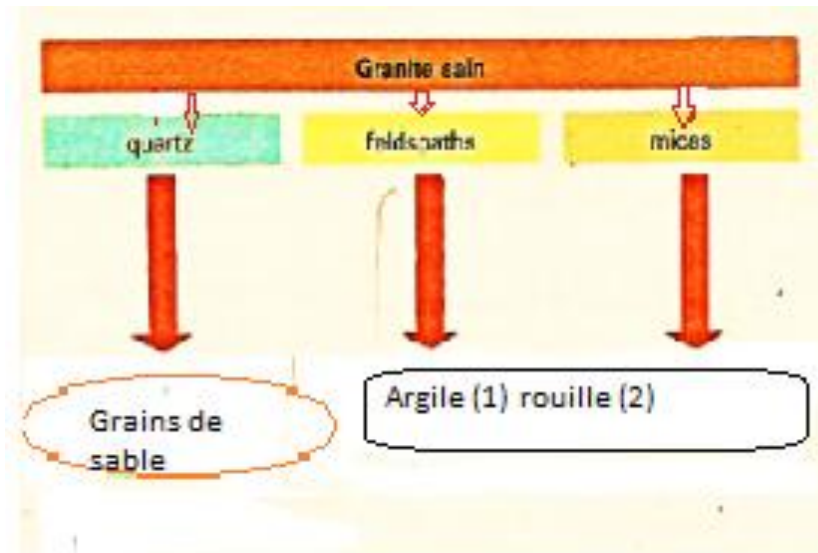 Granite sain
quartz
feldspaths
micas
Argile (1) rouille (2)
Grains de
sable